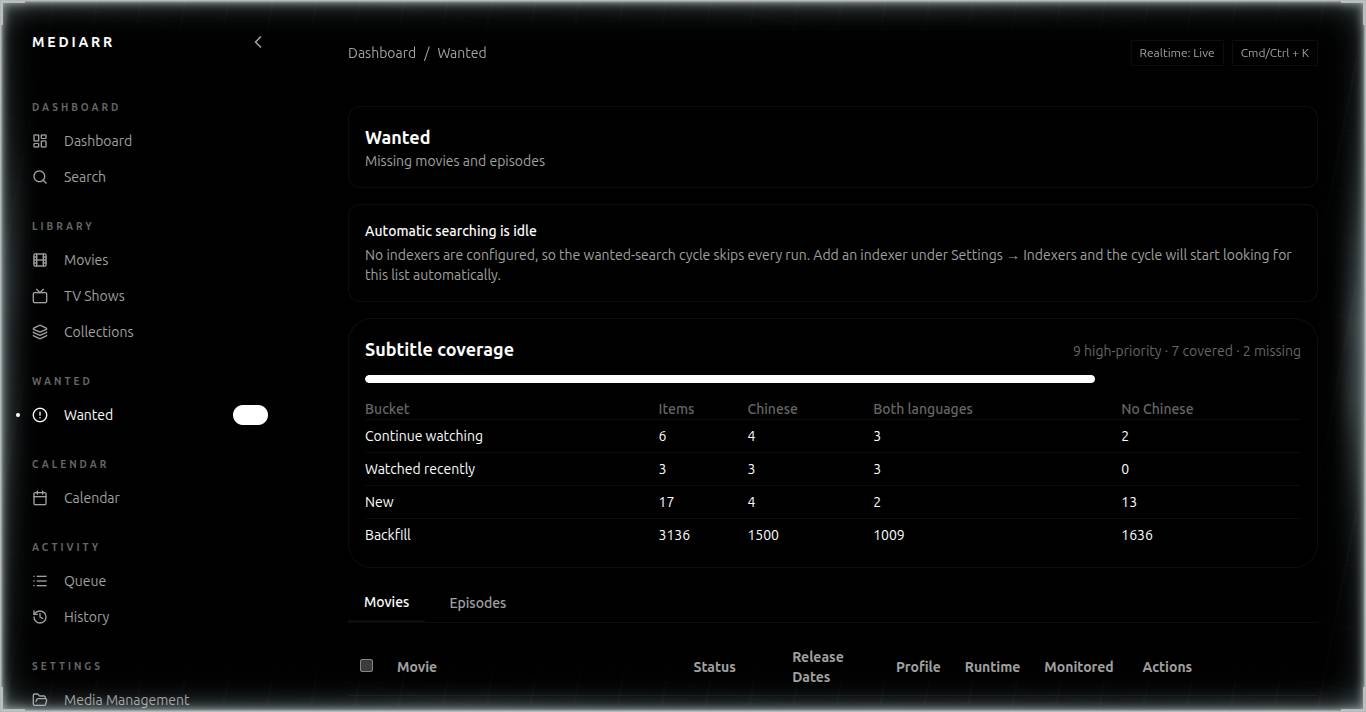 MEDIARR
Dashboard / Wanted
Realtime: Live
Cmd/Ctrl + K
DASHBOARD
Dashboard
Search
LIBRARY
Movies
TV Shows
Collections
WANTED
Wanted
CALENDAR
Calendar
ACTIVITY
Queue
History
SETTINGS
Media Management
Wanted
Missing movies and episodes
Automatic searching is idle
No indexers are configured, so the wanted-search cycle skips every run. Add an indexer under Settings → Indexers and the cycle will start looking for
this list automatically.
Subtitle coverage
9 high-priority · 7 covered · 2 missing
Bucket Items Chinese Both languages No Chinese
Continue watching 6 4 3 2
Watched recently 3 3 3 0
New 17 4 2 13
Backfill 3136 1500 1009 1636
Movies Episodes
Movie Status Release Dates Profile Runtime Monitored Actions